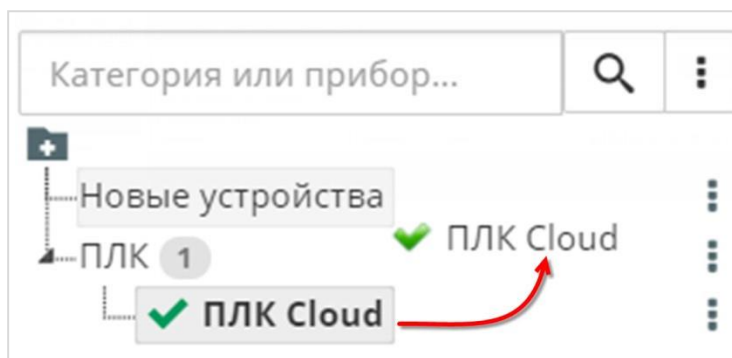 Категория или прибор...
Новые устройства
ПЛК Cloud
ПЛК 1
ПЛК Cloud